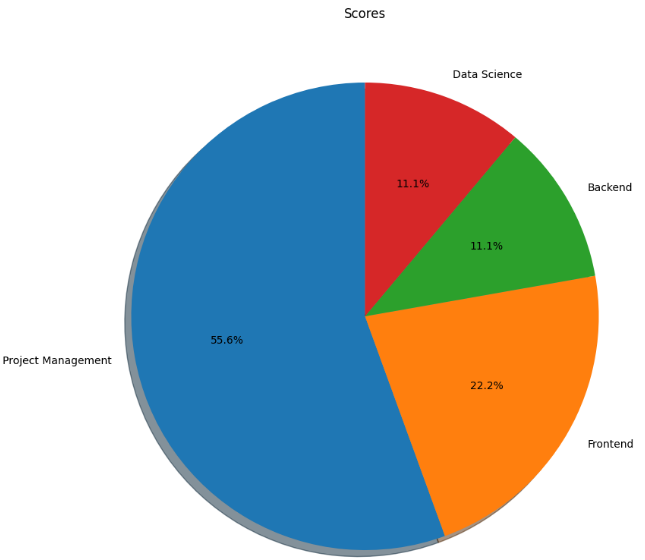 Scores
Data Science
11.1%
Backend
11.1%
55.6%
Project Management
22.2%
Frontend